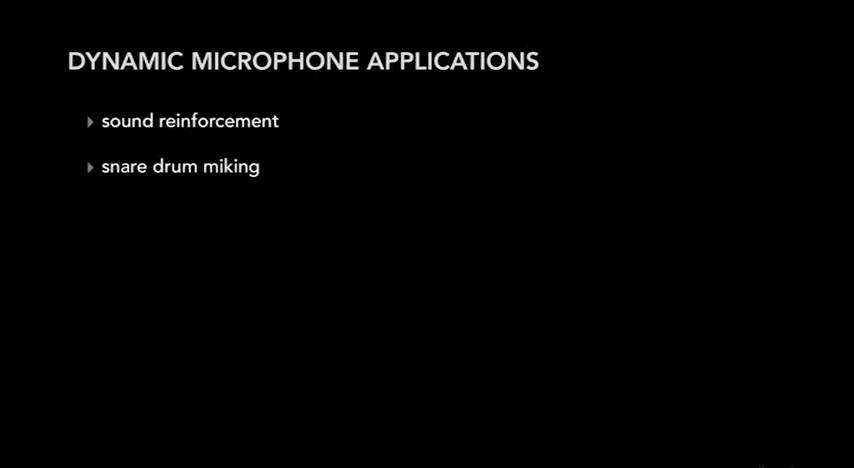 DYNAMIC MICROPHONE APPLICATIONS
sound reinforcement
snare drum miking